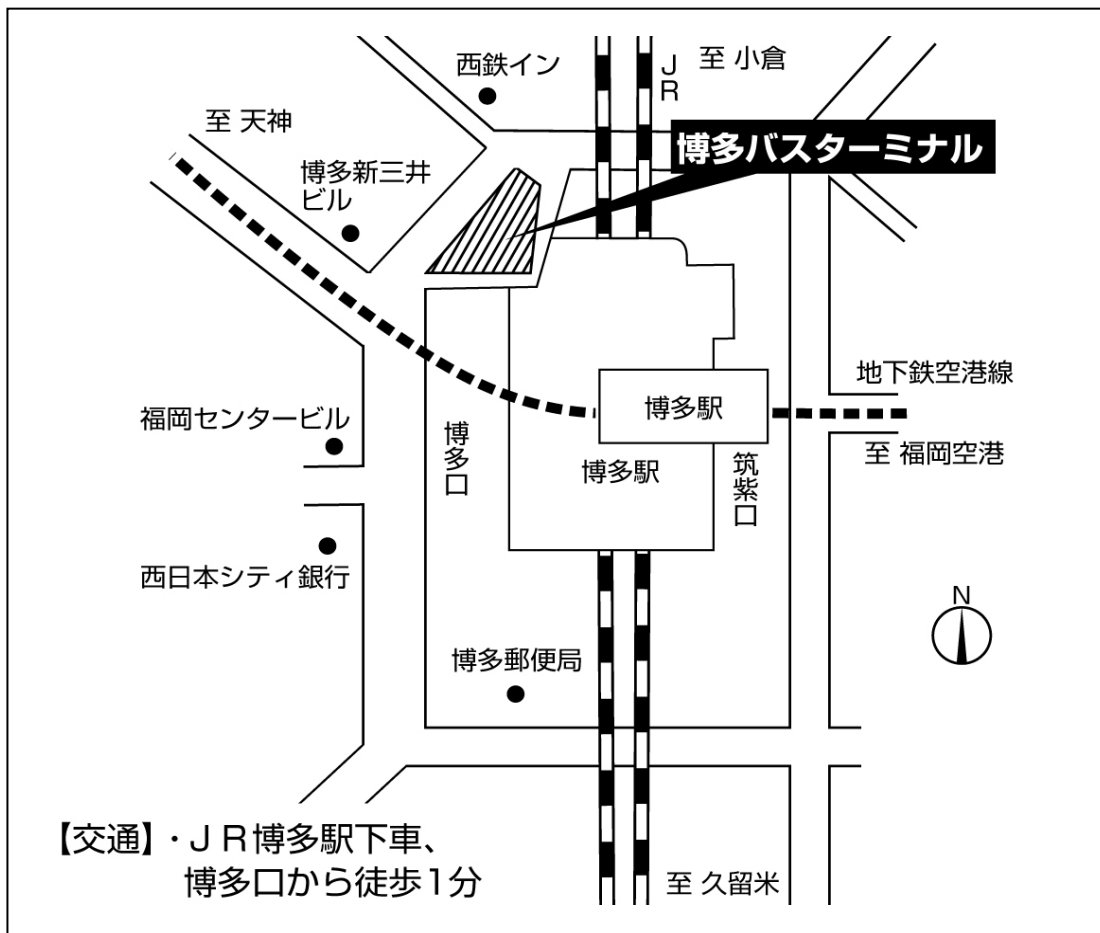 西鉄イン
JR
至 小倉
至 天神
博多バスターミナル
博多新三井
ビル
地下鉄空港線
博多駅
福岡センタービル
博多口
筑紫口
至 福岡空港
博多駅
西日本シティ銀行
N
博多郵便局
【交通】・JR博多駅下車、
博多口から徒歩1分
至 久留米